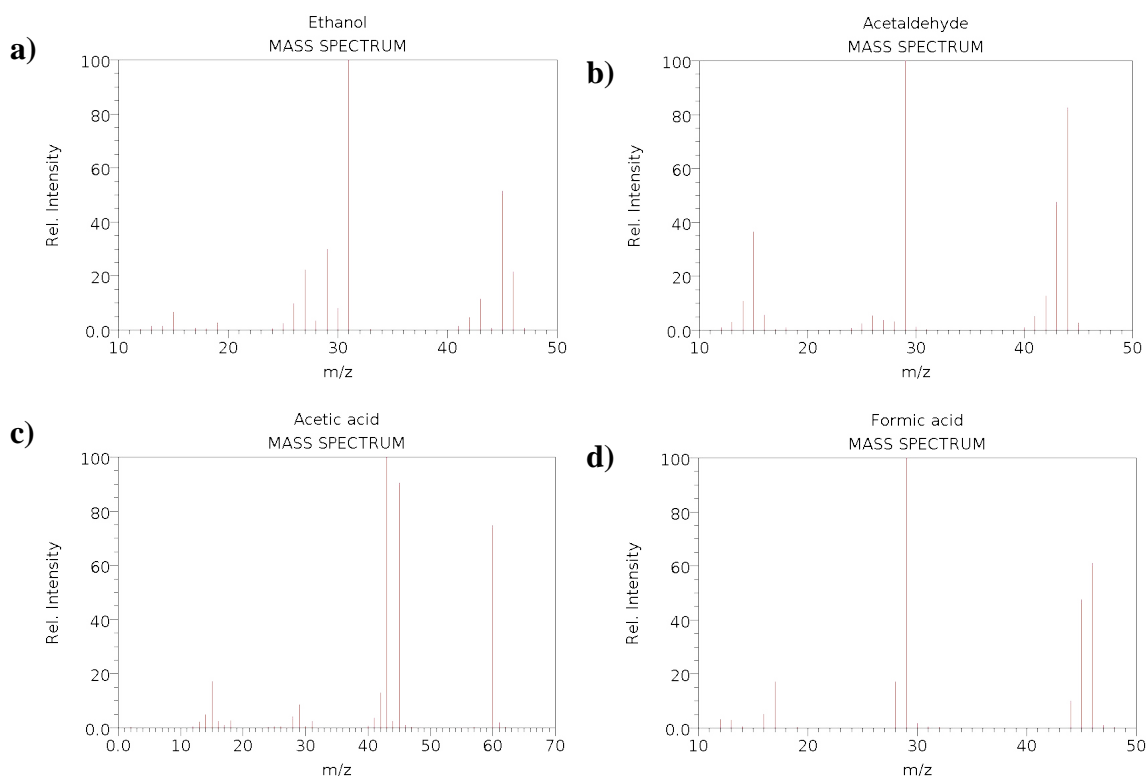 a)
Ethanol
MASS SPECTRUM
100
80
60
40
20
0.0
Rel. Intensity
10 20 30 40 50
m/z
b)
Acetaldehyde
MASS SPECTRUM
100
80
60
40
20
0.0
Rel. Intensity
10 20 30 40 50
m/z
c)
Acetic acid
MASS SPECTRUM
100
80
60
40
20
0.0
Rel. Intensity
0.0 10 20 30 40 50 60 70
m/z
d)
Formic acid
MASS SPECTRUM
100
80
60
40
20
0.0
Rel. Intensity
10 20 30 40 50
m/z